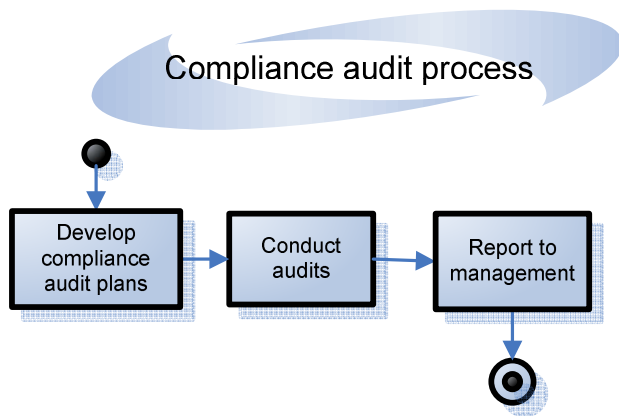 Compliance audit process
Develop
compliance
audit plans
Conduct
audits
Report to
management